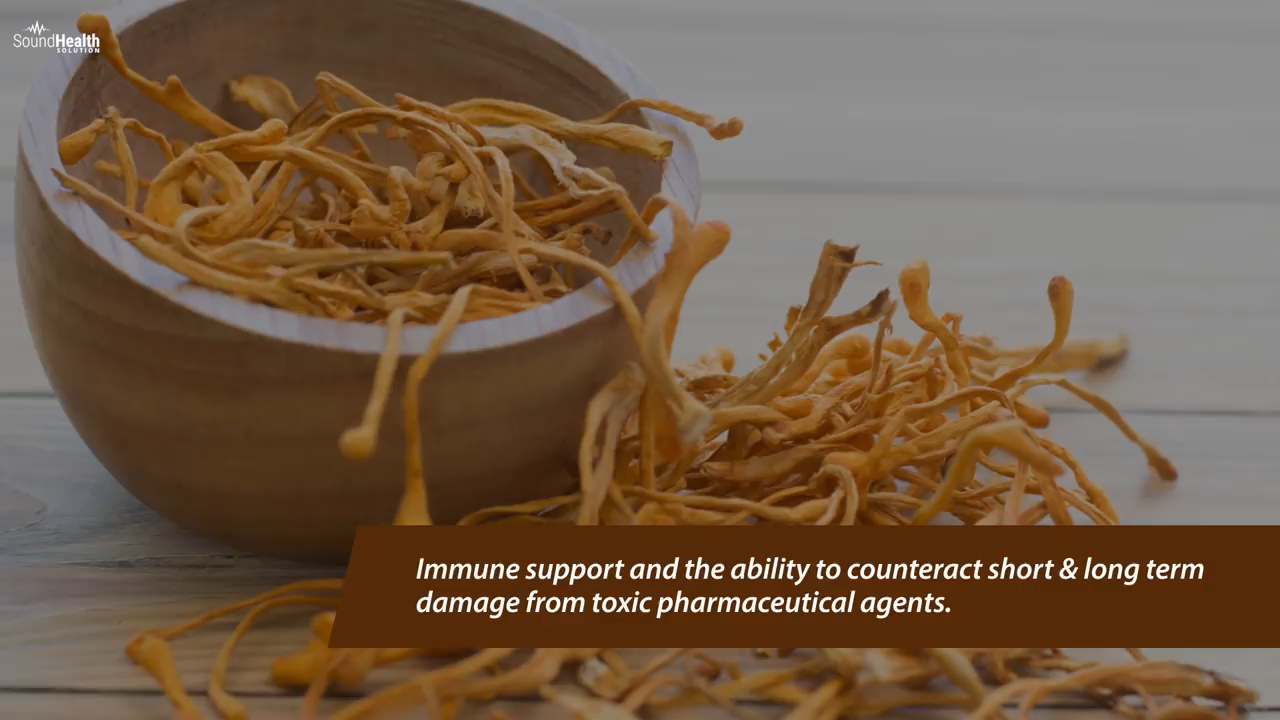 SoundHealth
SOLUTION
Immune support and the ability to counteract short & long term
damage from toxic pharmaceutical agents.